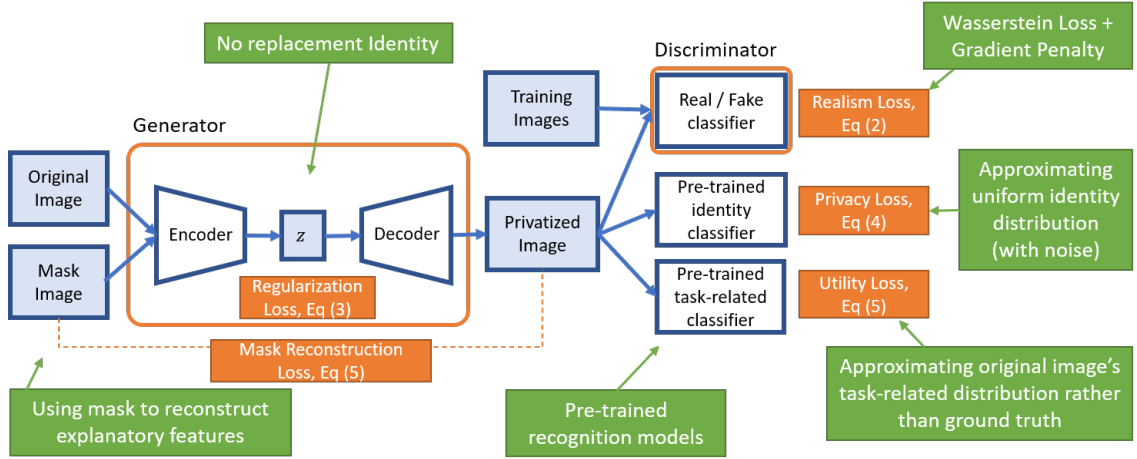 No replacement Identity
Wasserstein Loss +
Gradient Penalty
Discriminator
Generator
Training
Images
Real / Fake
classifier
Realism Loss,
Eq (2)
Original
Image
Mask
Image
Encoder
z
Decoder
Regularization
Loss, Eq (3)
Privatized
Image
Pre-trained
identity
classifier
Privacy Loss,
Eq (4)
Approximating
uniform identity
distribution
(with noise)
Pre-trained
task-related
classifier
Utility Loss,
Eq (5)
Mask Reconstruction
Loss, Eq (5)
Using mask to reconstruct
explanatory features
Pre-trained
recognition models
Approximating original image’s
task-related distribution rather
than ground truth